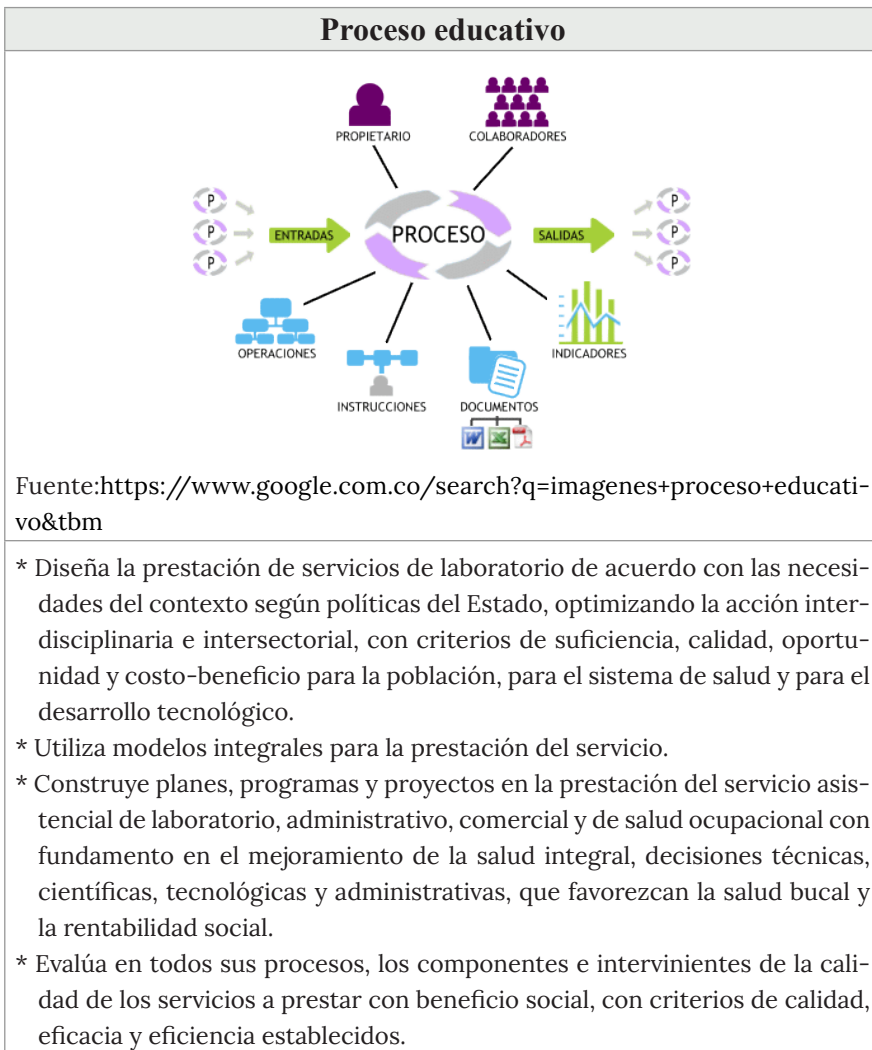 Proceso educativo
PROPIETARIO
COLABORADORES
P
P
P
ENTRADAS
PROCESO
SALIDAS
P
P
P
OPERACIONES
INSTRUCCIONES
DOCUMENTOS
INDICADORES
W
X
Fuente:https://www.google.com.co/search?q=imagenes+proceso+educati-
vo&tbm
* Diseña la prestación de servicios de laboratorio de acuerdo con las necesi-
dades del contexto según políticas del Estado, optimizando la acción inter-
disciplinaria e intersectorial, con criterios de suficiencia, calidad, oportu-
nidad y costo-beneficio para la población, para el sistema de salud y para el
desarrollo tecnológico.
* Utiliza modelos integrales para la prestación del servicio.
* Construye planes, programas y proyectos en la prestación del servicio asis-
tencial de laboratorio, administrativo, comercial y de salud ocupacional con
fundamento en el mejoramiento de la salud integral, decisiones técnicas,
científicas, tecnológicas y administrativas, que favorezcan la salud bucal y
la rentabilidad social.
* Evalúa en todos sus procesos, los componentes e intervinientes de la cali-
dad de los servicios a prestar con beneficio social, con criterios de calidad,
eficacia y eficiencia establecidos.